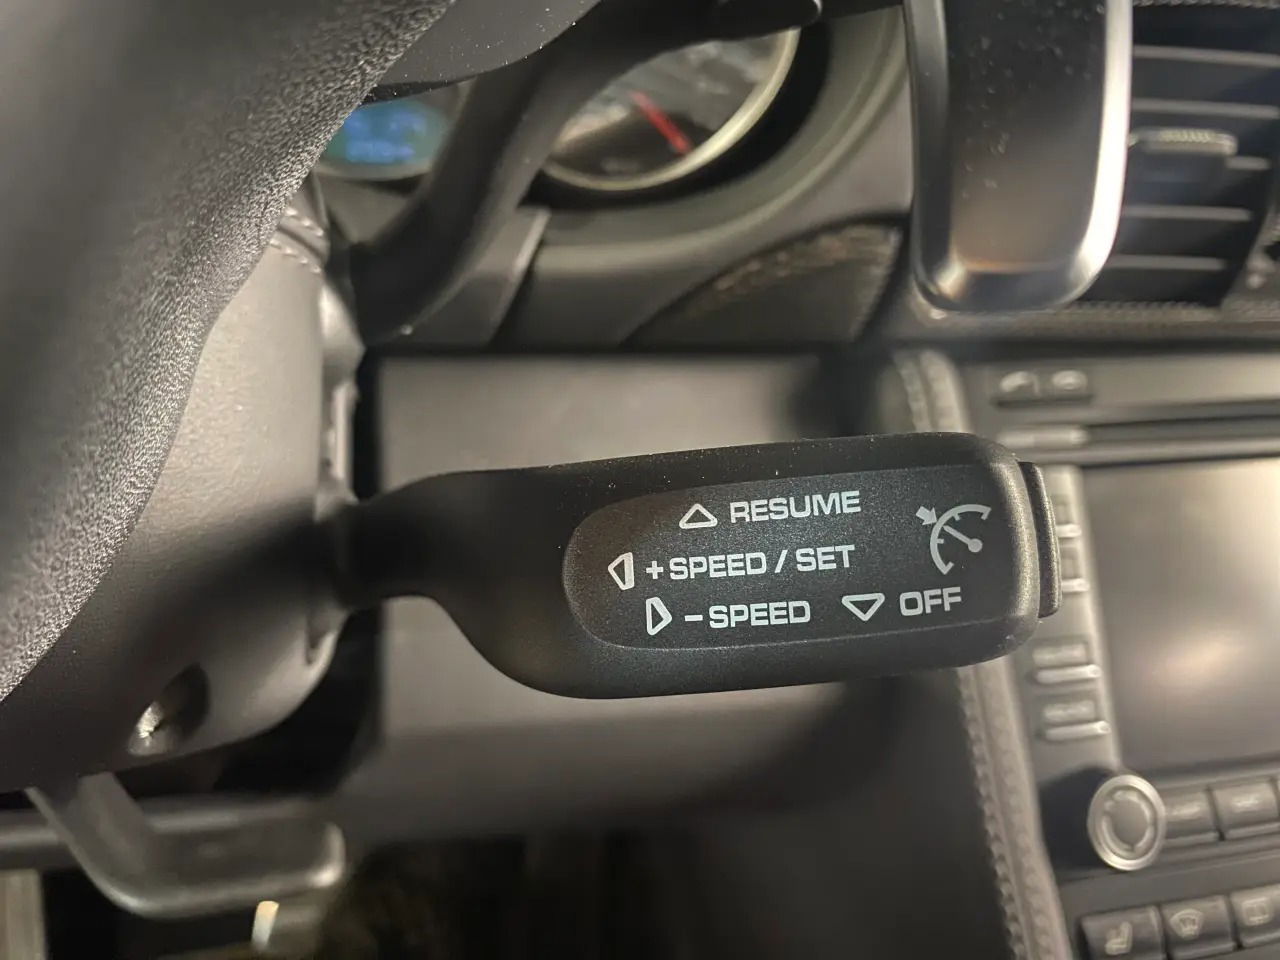 RESUME
+SPEED / SET
-SPEED OFF